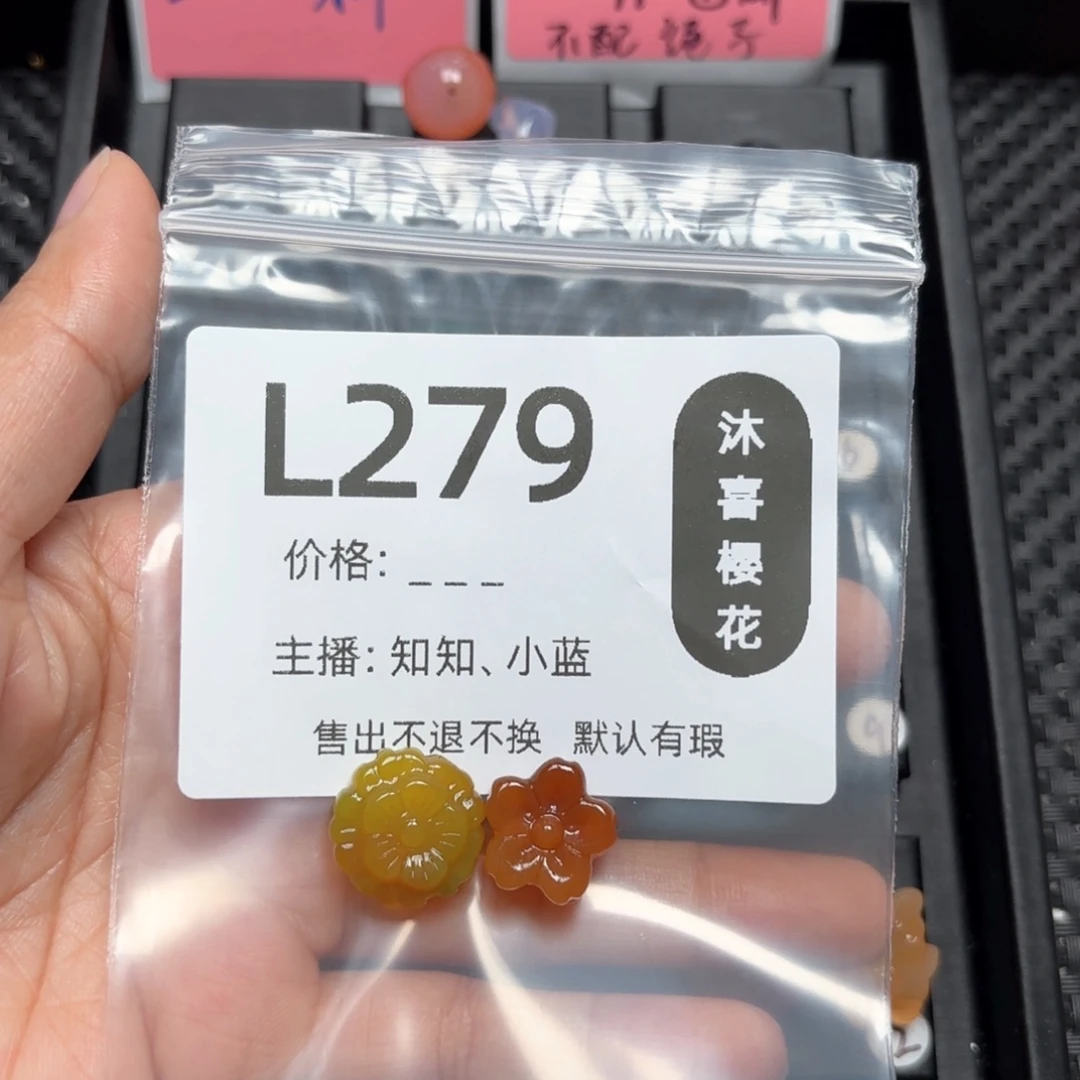 不配绳子
L279
价格: _ _ _
主播: 知知、小蓝
售出不退不换 默认有瑕
沐喜樱花